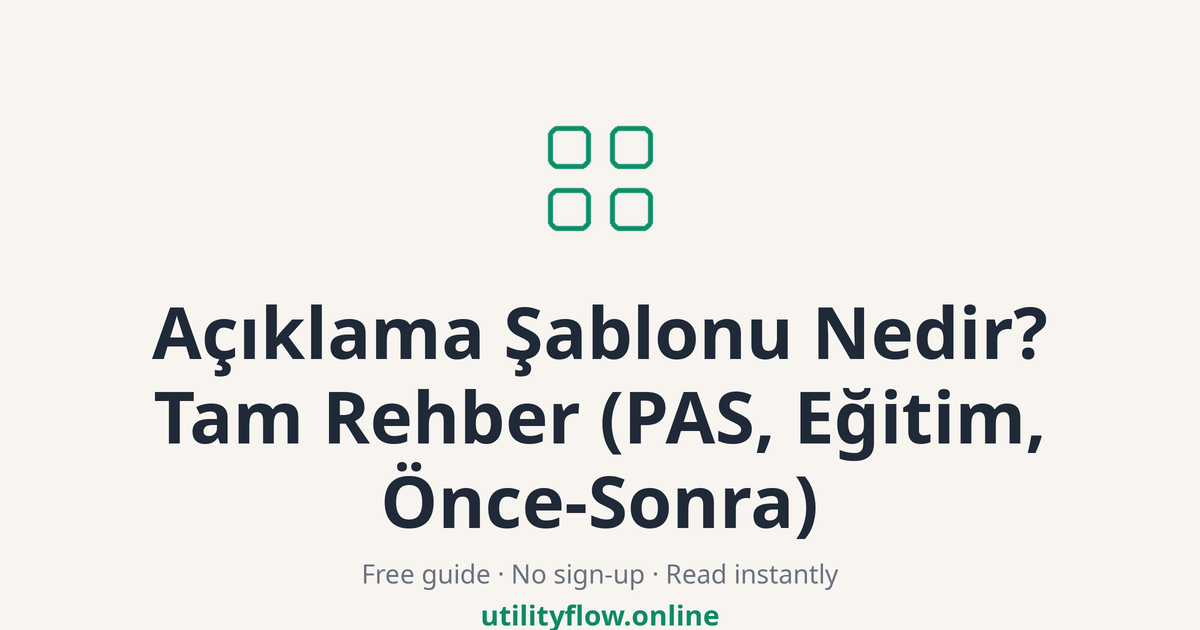 Açıklama Şablonu Nedir?
Tam Rehber (PAS, Eğitim,
Önce-Sonra)
Free guide · No sign-up · Read instantly
utilityflow.online